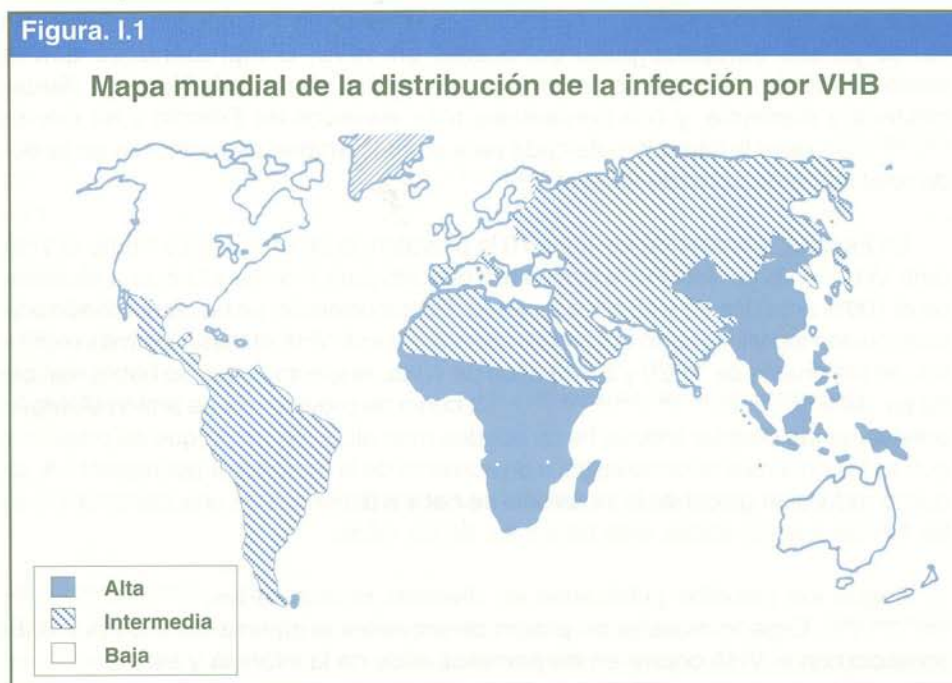 Figura. I.1
Mapa mundial de la distribución de la infección por VHB
Alta
Intermedia
Baja